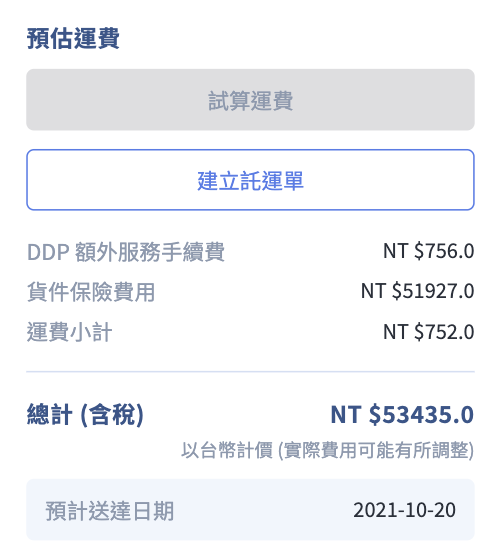 預估運費
試算運費
建立託運單
DDP 額外服務手續費 NT $756.0
貨件保險費用 NT $51927.0
運費小計 NT $752.0
總計 (含稅) NT $53435.0
以台幣計價 (實際費用可能有所調整)
預計送達日期 2021-10-20